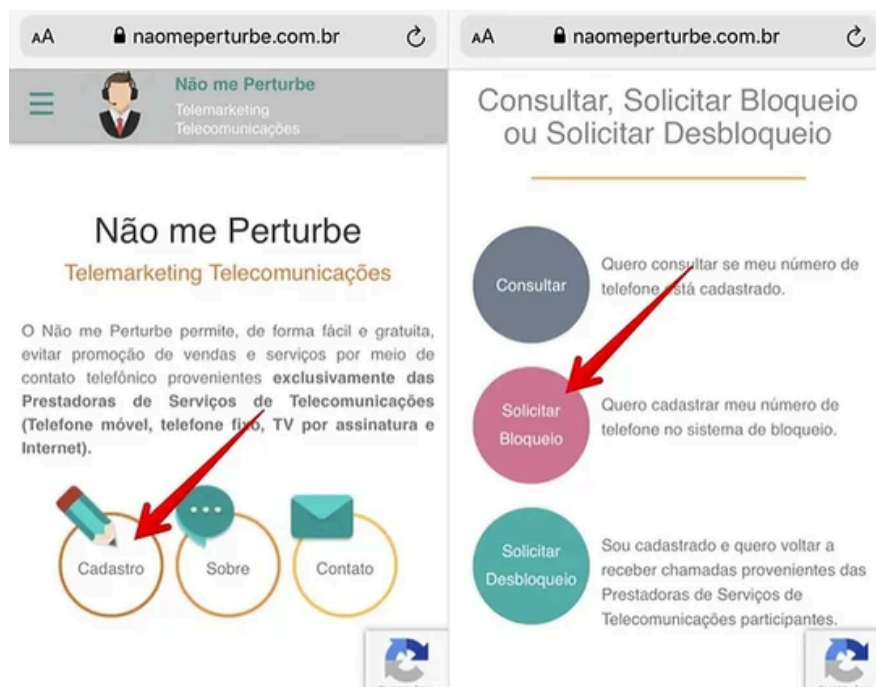 AA naomeperturbe.com.br
Não me Perturbe
Telemarketing
Telecomunicações
Não me Perturbe
Telemarketing Telecomunicações
O Não me Perturbe permite, de forma fácil e gratuita,
evitar promoção de vendas e serviços por meio de
contato telefônico provenientes exclusivamente das
Prestadoras de Serviços de Telecomunicações
(Telefone móvel, telefone fixo, TV por assinatura e
Internet).
Cadastro
Sobre
Contato
AA naomeperturbe.com.br
Consultar, Solicitar Bloqueio
ou Solicitar Desbloqueio
Consultar
Quero consultar se meu número de
telefone está cadastrado.
Solicitar
Bloqueio
Quero cadastrar meu número de
telefone no sistema de bloqueio.
Solicitar
Desbloqueio
Sou cadastrado e quero voltar a
receber chamadas provenientes das
Prestadoras de Serviços de
Telecomunicações participantes.